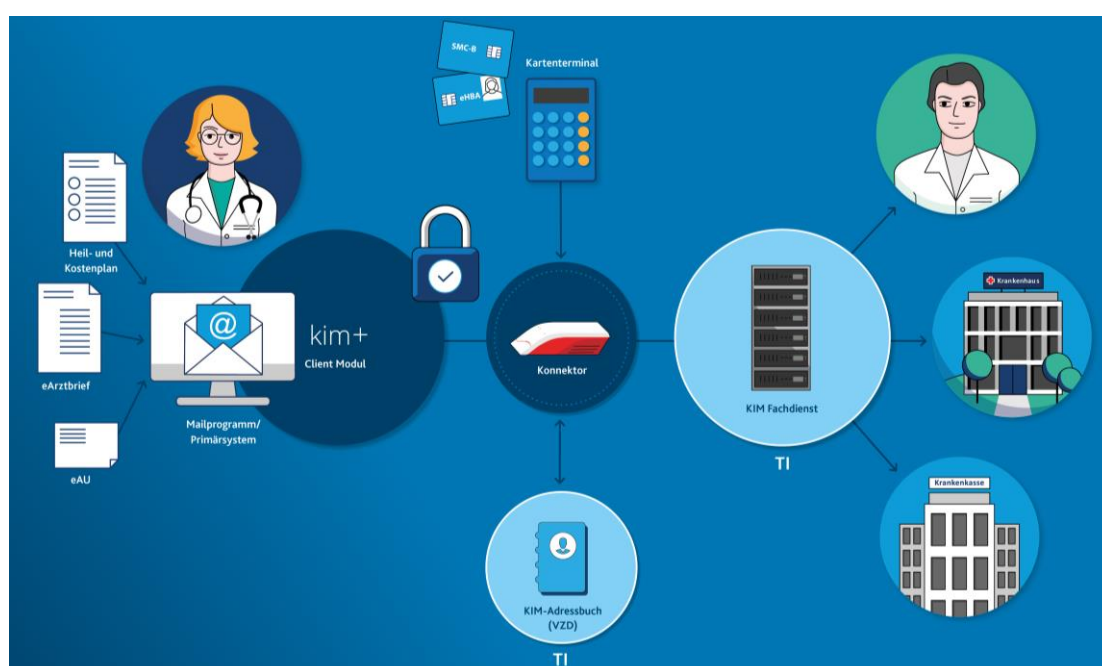 SMC-B
eHBA
Kartenterminal
Heil- und
Kostenplan
eArztbrief
eAU
@
Mailprogramm/
Primärsystem
kim+
Client Modul
Konnektor
KIM Fachdienst
TI
Krankenhaus
Krankenkasse
KIM-Adressbuch
(VZD)
TI